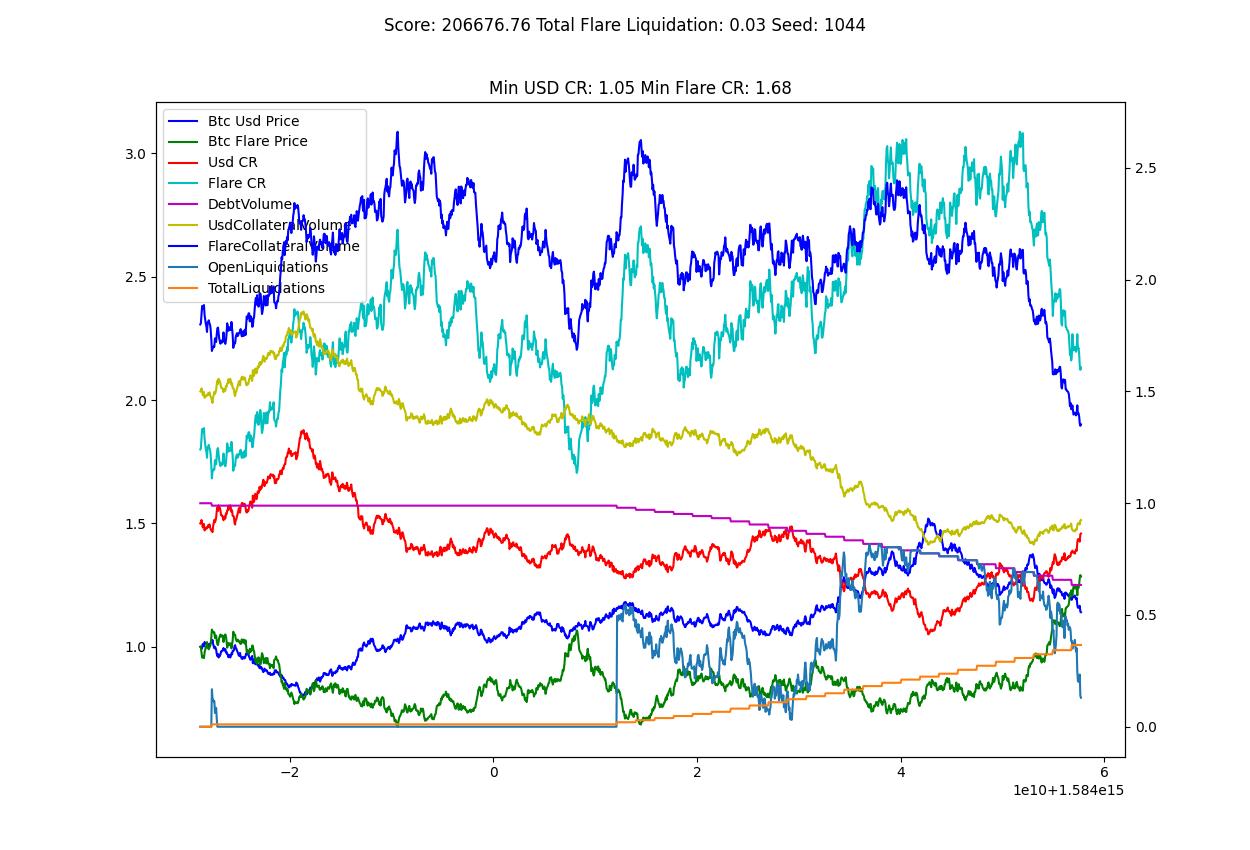 Score: 206676.76 Total Flare Liquidation: 0.03 Seed: 1044
Min USD CR: 1.05 Min Flare CR: 1.68
Btc Usd Price
Btc Flare Price
Usd CR
Flare CR
DebtVolume
UsdCollateralVolume
FlareCollateralVolume
OpenLiquidations
TotalLiquidations
3.0
2.5
2.0
1.5
1.0
2.5
2.0
1.5
1.0
0.5
0.0
−2
0
2
4
6
1e10+1.584e15